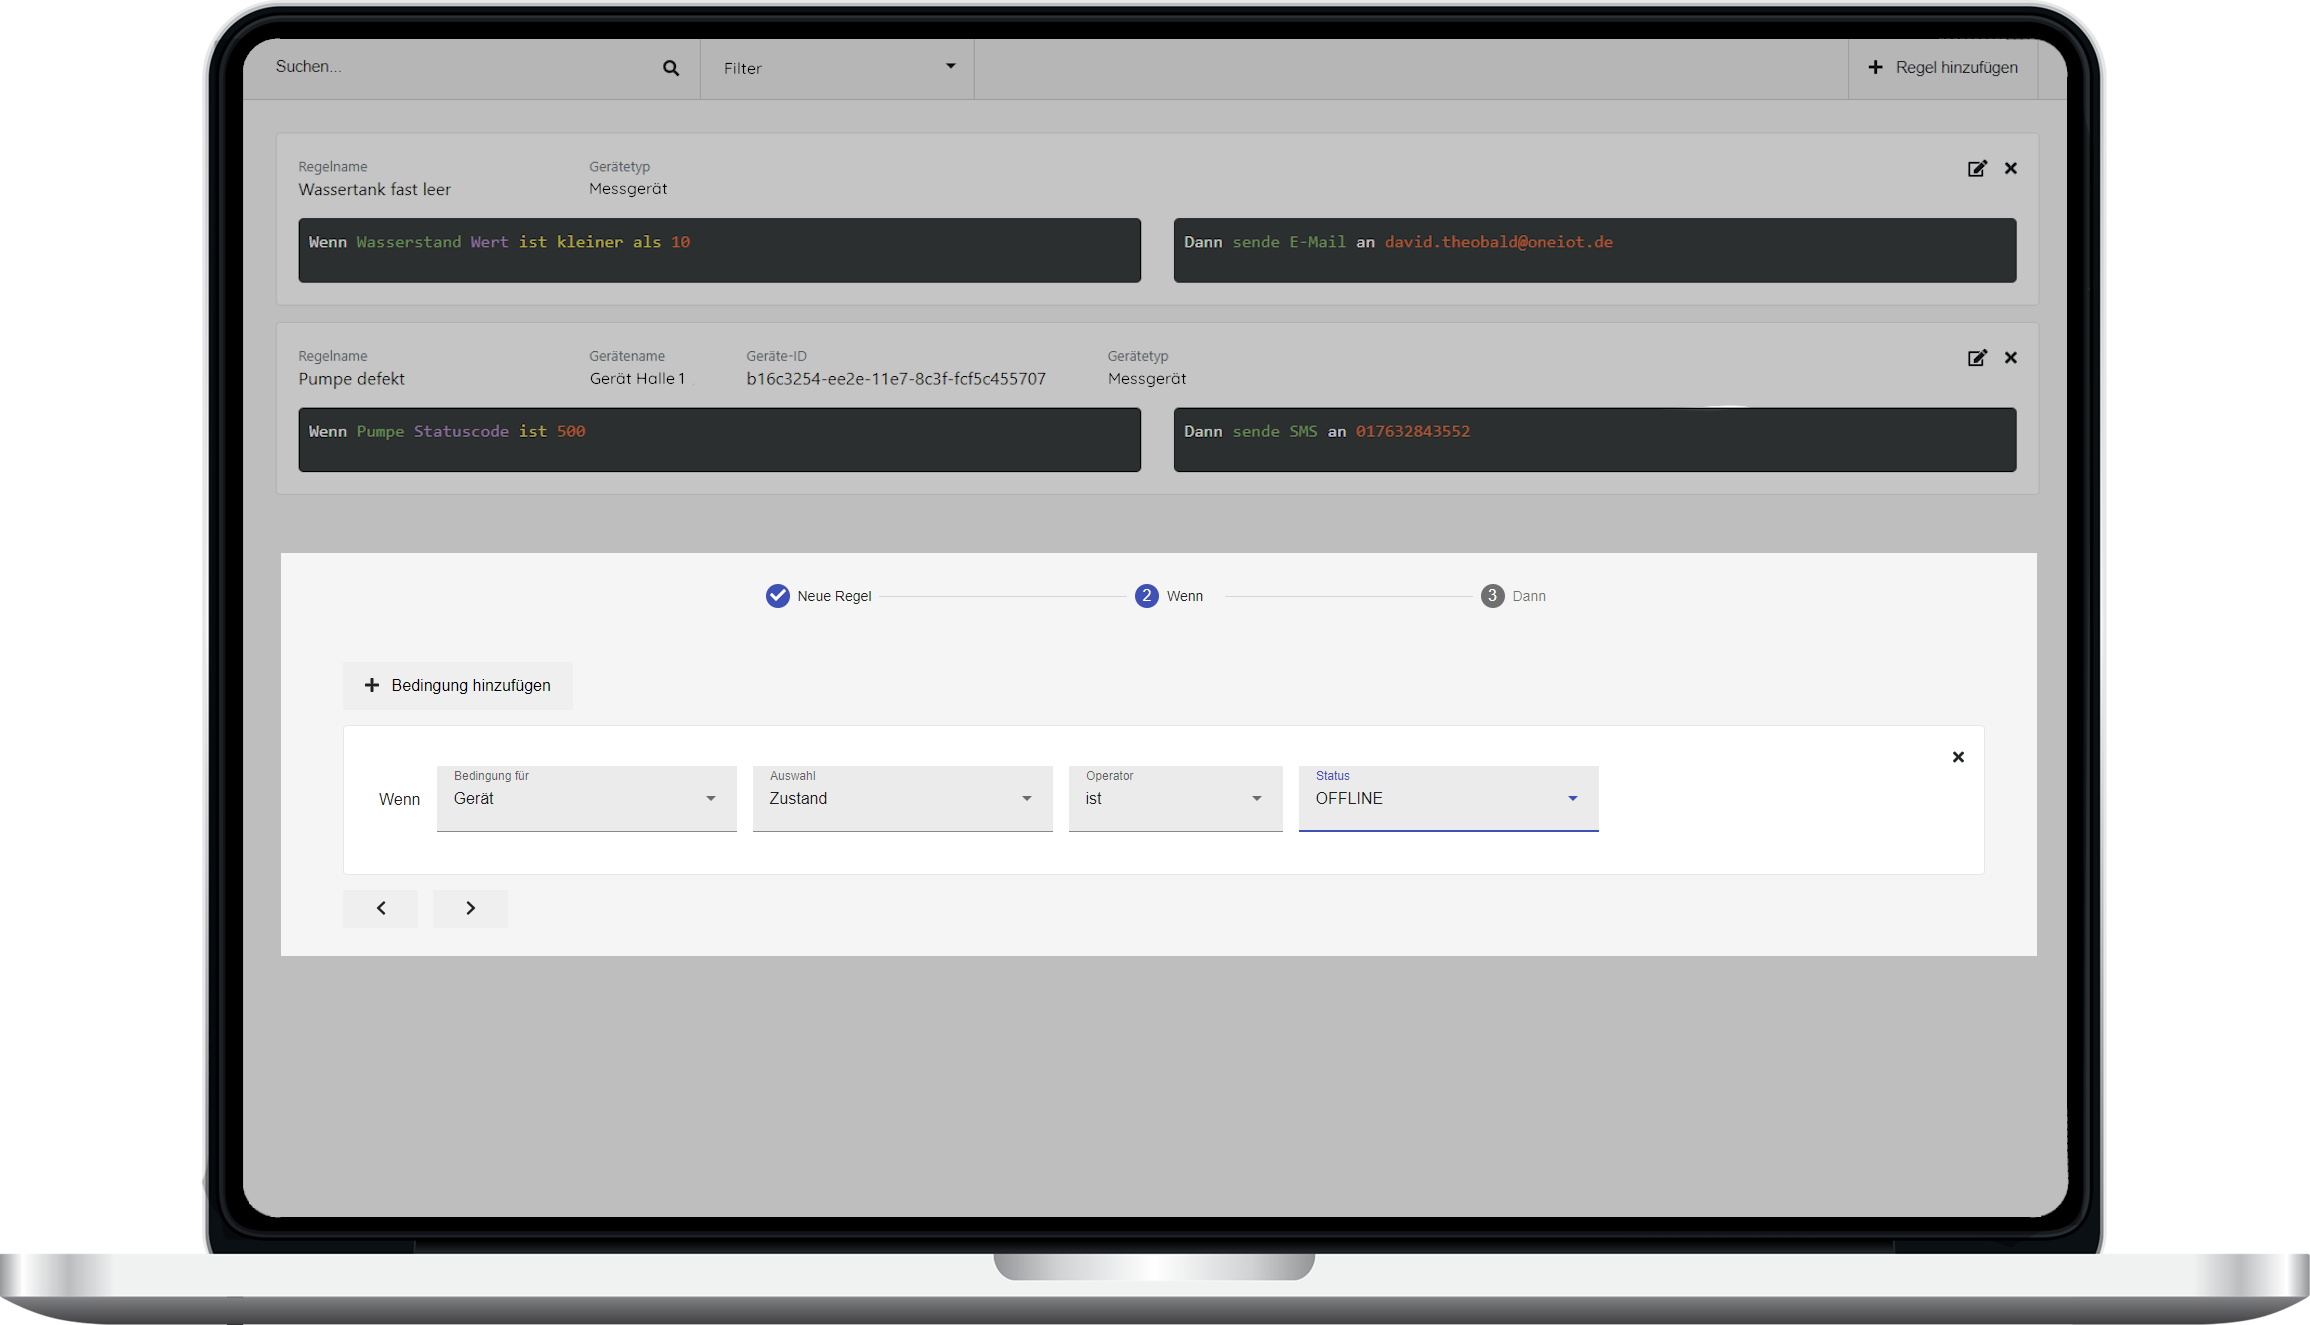 Suchen...
Filter
Regel hinzufügen
Regelname
Gerätetyp
Wassertank fast leer
Messgerät
Wenn Wasserstand Wert ist kleiner als 10
Dann sende E-Mail an david.theobald@oneiot.de
Regelname
Gerätename
Geräte-ID
Gerätetyp
Pumpe defekt
Gerät Halle 1
b16c3254-ee2e-11e7-8c3f-fcf5c455707
Messgerät
Wenn Pumpe Statuscode ist 500
Dann sende SMS an 017632843552
Neue Regel
2 Wenn
3 Dann
Bedingung hinzufügen
Bedingung für
Auswahl
Operator
Status
Wenn
Gerät
Zustand
ist
OFFLINE